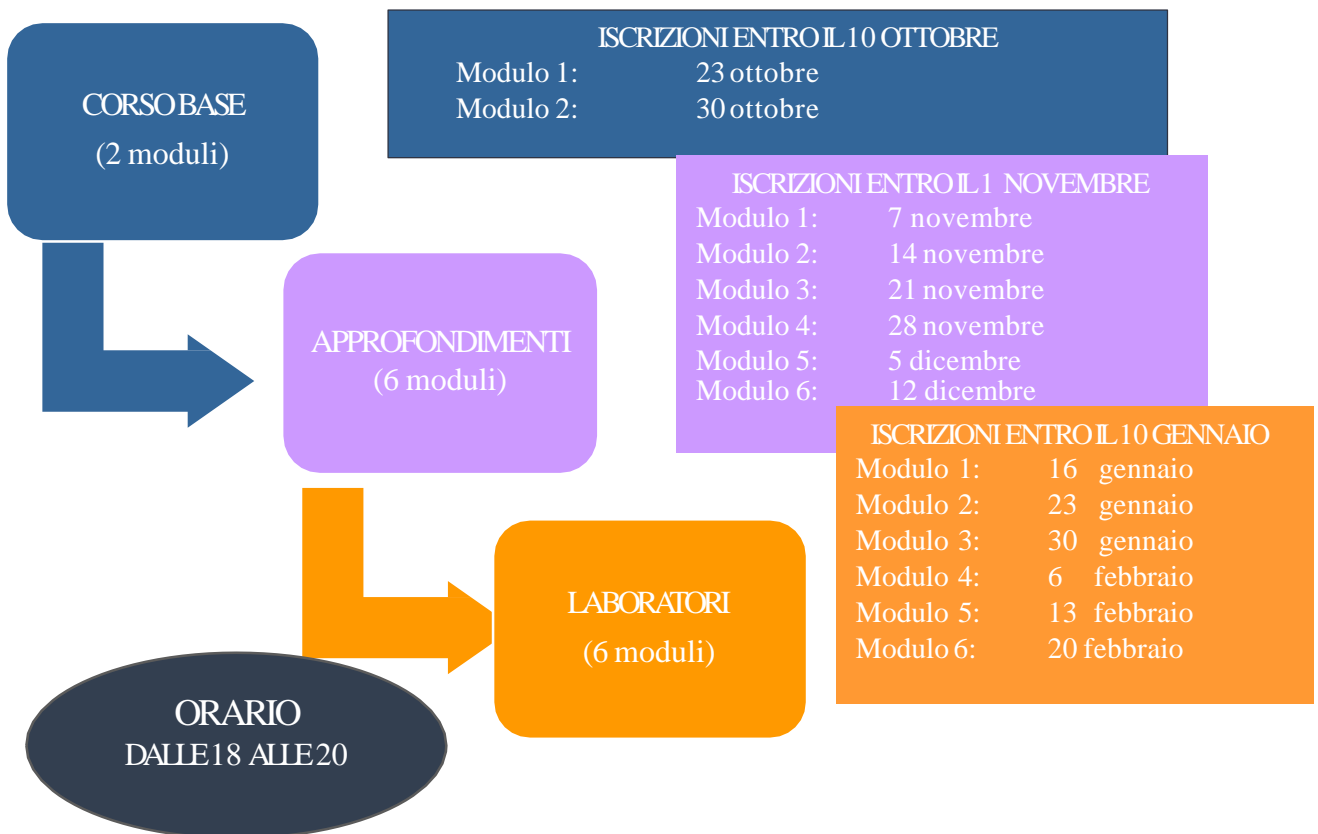 CORSO BASE
(2 moduli)
ISCRIZIONI ENTRO IL 10 OTTOBRE
Modulo 1: 23 ottobre
Modulo 2: 30 ottobre
APPROFONDIMENTI
(6 moduli)
ISCRIZIONI ENTRO IL 1 NOVEMBRE
Modulo 1: 7 novembre
Modulo 2: 14 novembre
Modulo 3: 21 novembre
Modulo 4: 28 novembre
Modulo 5: 5 dicembre
Modulo 6: 12 dicembre
LABORATORI
(6 moduli)
ISCRIZIONI ENTRO IL 10 GENNAIO
Modulo 1: 16 gennaio
Modulo 2: 23 gennaio
Modulo 3: 30 gennaio
Modulo 4: 6 febbraio
Modulo 5: 13 febbraio
Modulo 6: 20 febbraio
ORARIO
DALLE 18 ALLE 20